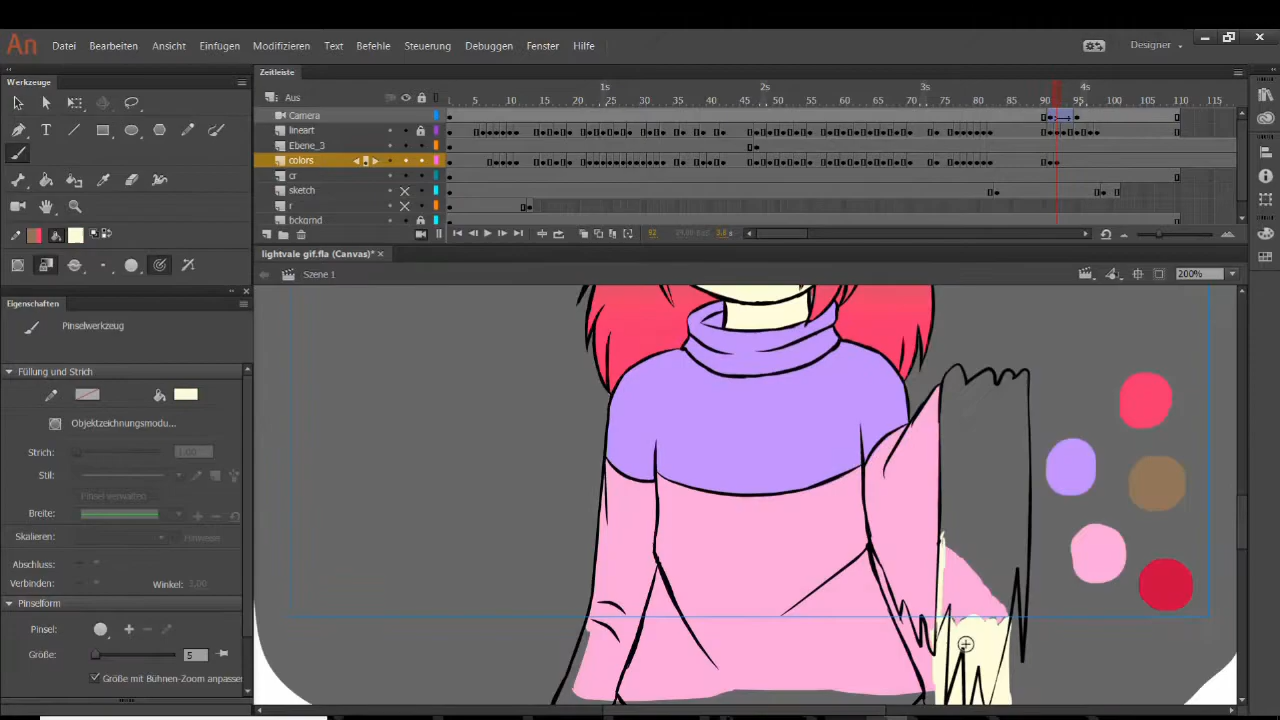 An Datei Bearbeiten Ansicht Einfügen Modifizieren Text Befehle Steuerung Debuggen Fenster Hilfe Designer
Werkzeuge
Zeitleiste
Aus
1s 2s 3s 4s
5 10 15 20 25 30 35 40 45 50 55 60 65 70 75 80 85 90 95 100 105 110 115
Camera
lineart
Ebene_3
colors
cr
sketch
r
bckgrnd
92
lightvale gif.fla (Canvas)*
Szene 1
200%
Eigenschaften
Pinselwerkzeug
Füllung und Strich
Objektzeichnungsmodu...
Strich: 1.00
Stil:
Pinsel verwalten
Breite:
Skalieren: Hinweise
Abschluss:
Verbinden: Winkel:
Pinselform
Pinsel:
Größe: 5
Größe mit Bühnen-Zoom anpassen